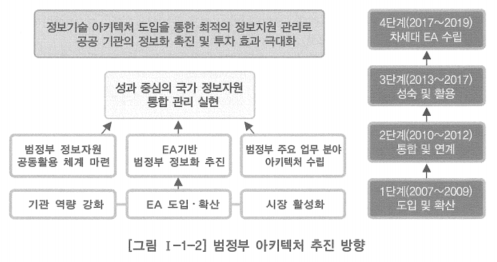 정보기술 아키텍처 도입을 통한 최적의 정보지원 관리로
공공 기관의 정보화 촉진 및 투자 효과 극대화
성과 중심의 국가 정보자원
통합 관리 실현
범정부 정보자원
공동활용 체계 마련
EA기반
범정부 정보화 추진
범정부 주요 업무 분야
아키텍처 수립
기관 역량 강화
EA 도입·확산
시장 활성화
4단계(2017~2019)
차세대 EA 수립
3단계(2013~2017)
성숙 및 활용
2단계(2010~2012)
통합 및 연계
1단계(2007~2009)
도입 및 확산
[그림 Ⅰ-1-2] 범정부 아키텍처 추진 방향